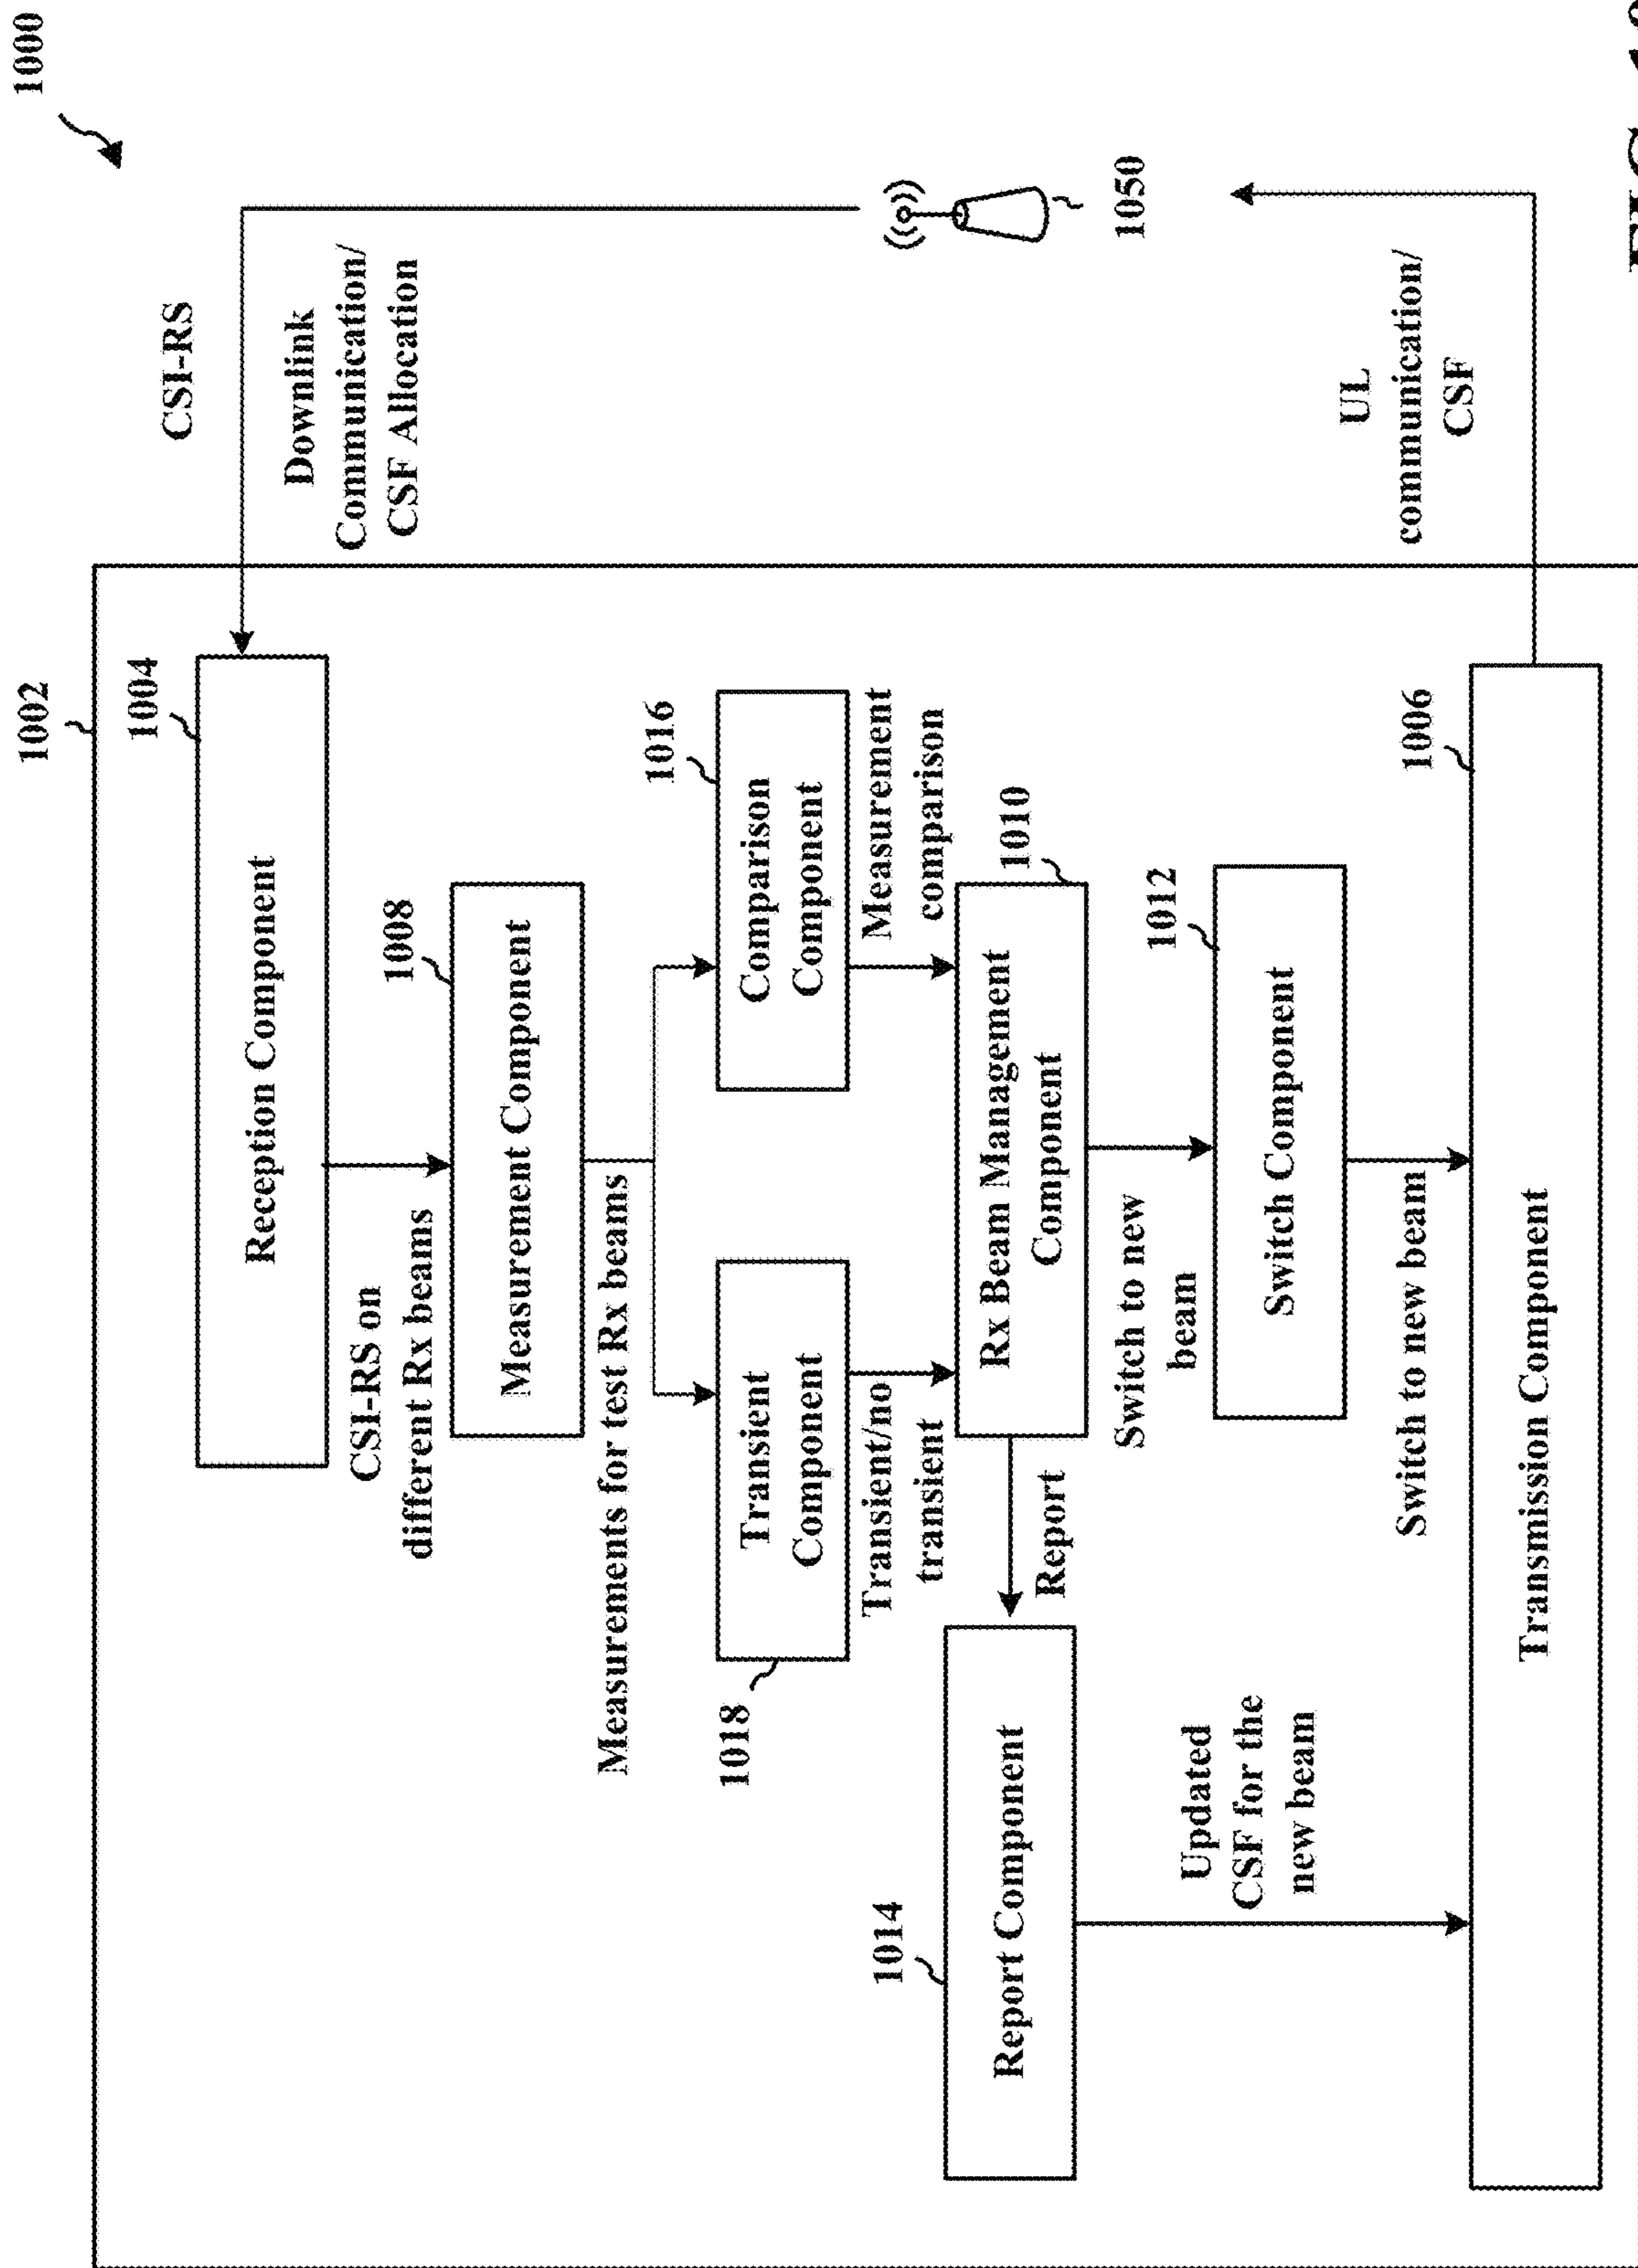 1000
1002
1004
CSI-RS
Reception Component
Downlink
Communication/
CSF Allocation
CSI-RS on
different Rx beams
1008
Measurement Component
Measurements for test Rx beams
1018
Transient
Component
1016
Comparison
Component
Transient/no
transient
Measurement
comparison
1010
Rx Beam Management
Component
Report
1014
Report Component
Switch to new
beam
1012
Switch Component
Updated
CSF for the
new beam
Switch to new beam
1006
Transmission Component
1050
UL
communication/
CSF